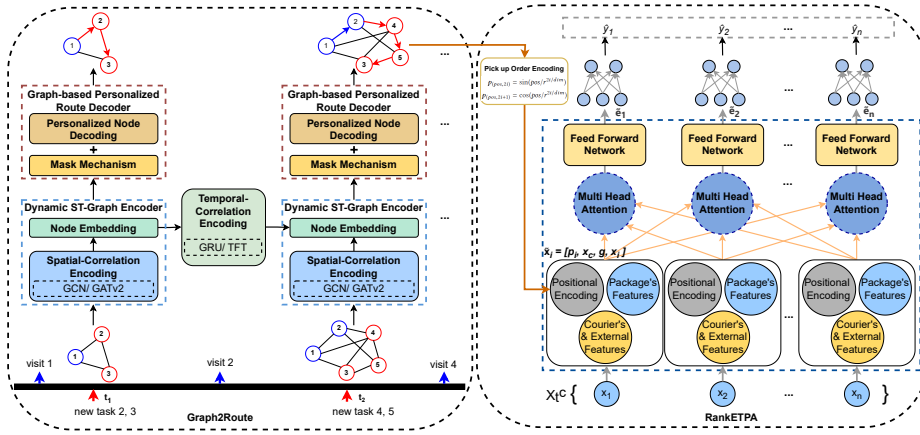 2
1
3
Graph-based Personalized
Route Decoder
Personalized Node
Decoding
+
Mask Mechanism
Dynamic ST-Graph Encoder
Node Embedding
Spatial-Correlation
Encoding
GCN/ GATv2
2
1
3
visit 1
t1
new task 2, 3
visit 2
Temporal-
Correlation
Encoding
GRU/ TFT
2
4
1
5
3
...
Graph-based Personalized
Route Decoder
Personalized Node
Decoding
+
Mask Mechanism
...
Dynamic ST-Graph Encoder
Node Embedding
Spatial-Correlation
Encoding
GCN/ GATv2
...
2
4
1
5
3
t2
new task 4, 5
visit 4
Graph2Route
Pick up Order Encoding
p(pos,2i) = sin(pos/r^2i/dim)
p(pos,2i+1) = cos(pos/r^2i/dim)
ŷ1 ŷ2 ... ŷn
...
ẽ1 ẽ2 ẽn
Feed Forward
Network
Feed Forward
Network
...
Feed Forward
Network
Multi Head
Attention
Multi Head
Attention
...
Multi Head
Attention
x̃i = [pi, xc, g, xi ]
Positional
Encoding
Package's
Features
Courier's
& External
Features
Positional
Encoding
Package's
Features
Courier's
& External
Features
...
Positional
Encoding
Package's
Features
Courier's
& External
Features
XtC { x1 x2 ... xn }
RankETPA